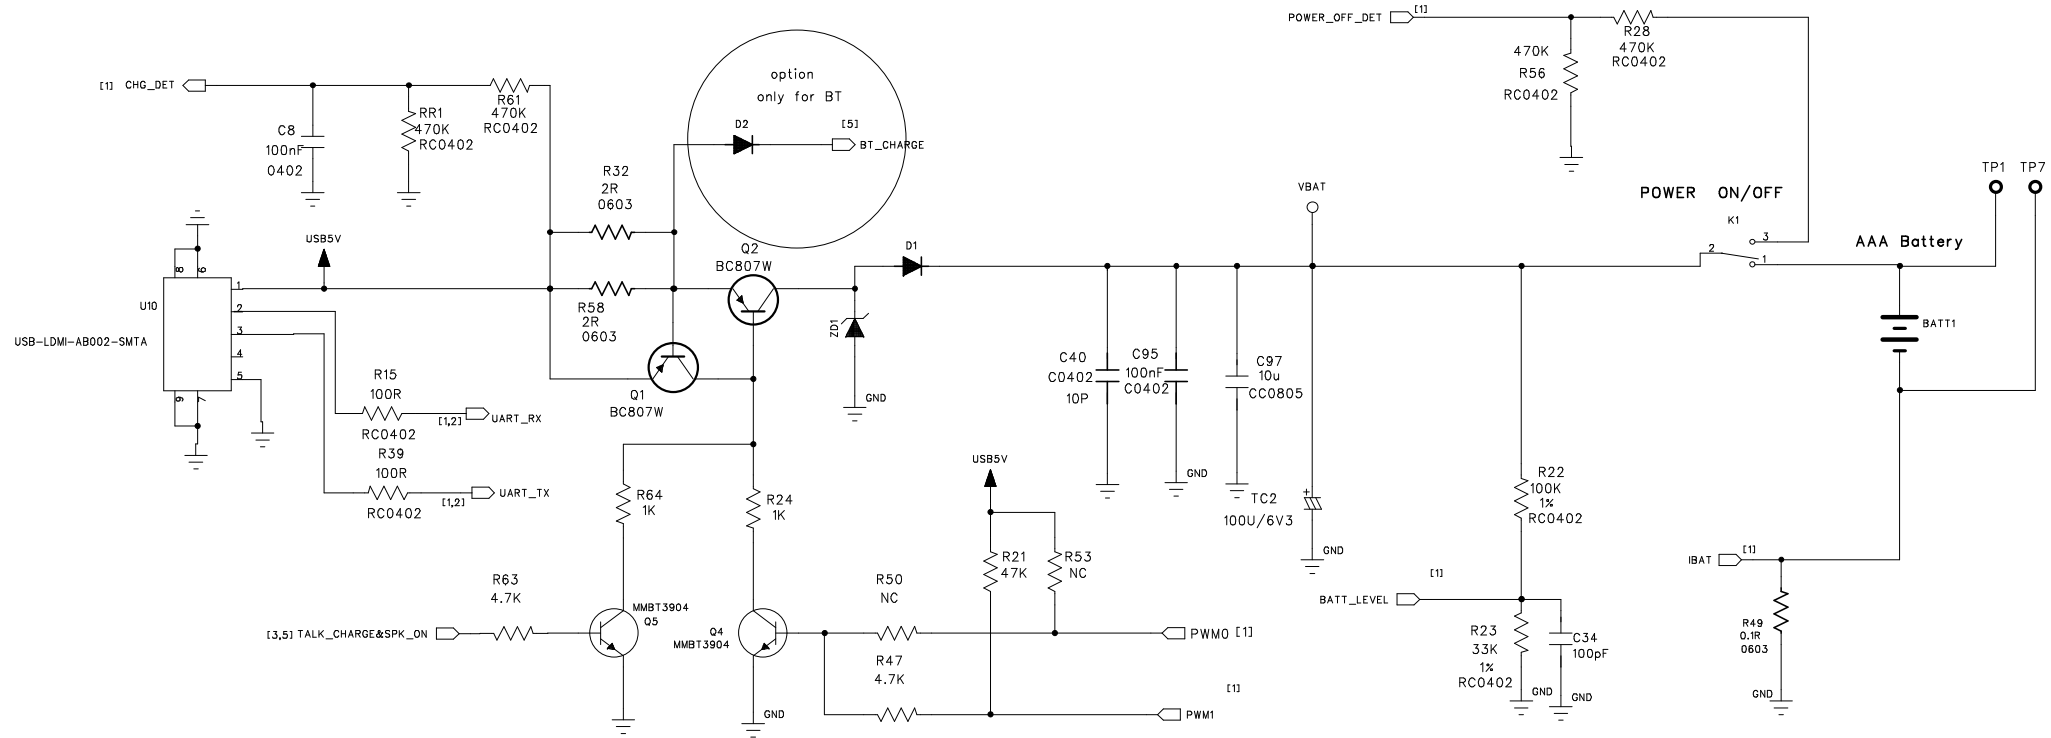 POWER_OFF_DET [1]
R28
470K
RC0402
470K
R56
RC0402
option
only for BT
D2
[5]
BT_CHARGE
[1] CHG_DET
R61
470K
RC0402
RR1
470K
RC0402
C8
100nF
0402
R32
2R
0603
TP1 TP7
VBAT
POWER ON/OFF
K1
3
2
1
AAA Battery
BATT1
USB5V
8
6
U10
USB-LDMI-AB002-SMTA
1
2
3
4
5
9
7
R58
2R
0603
Q2
BC807W
D1
ZD1
GND
Q1
BC807W
R15
100R
RC0402
[1,2] UART_RX
R39
100R
RC0402
[1,2] UART_TX
C40
C0402
10P
C95
100nF
C0402
GND
C97
10u
CC0805
R64
1K
R24
1K
USB5V
R21
47K
R53
NC
TC2
+
100U/6V3
GND
R22
100K
1%
RC0402
IBAT [1]
R63
4.7K
[3,5] TALK_CHARGE&SPK_ON
MMBT3904
Q5
Q4
MMBT3904
GND
R50
NC
PWM0 [1]
R47
4.7K
[1]
PWM1
[1]
BATT_LEVEL
R23
33K
1%
RC0402
GND
C34
100pF
GND
R49
0.1R
0603
GND